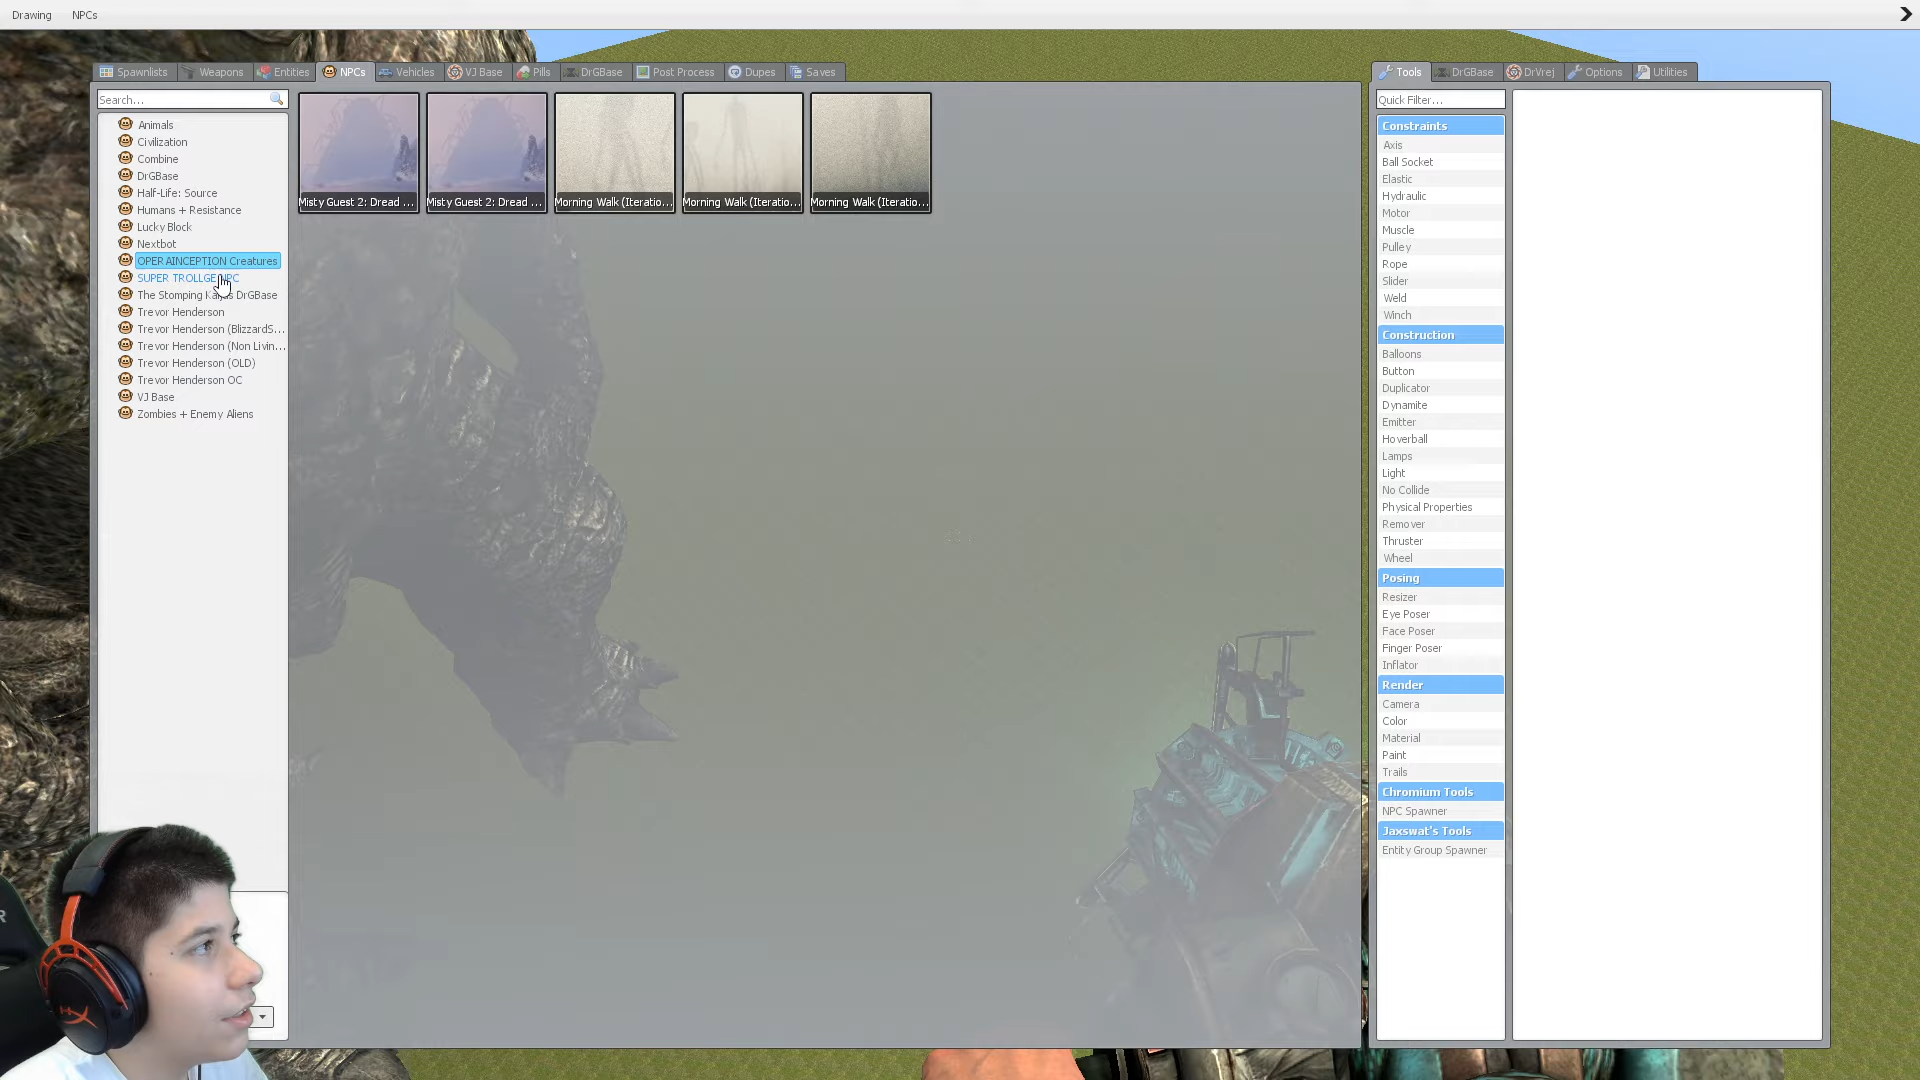 Drawing NPCs
Spawnlists Weapons Entities NPCs Vehicles VJ Base Pills DrGBase Post Process Dupes Saves
Search...
Animals
Civilization
Combine
DrGBase
Half-Life: Source
Humans + Resistance
Lucky Block
Nextbot
OPERAINCEPTION Creatures
SUPER TROLLGE NPC
The Stomping DrGBase
Trevor Henderson
Trevor Henderson (BlizzardS...
Trevor Henderson (Non Livin...
Trevor Henderson (OLD)
Trevor Henderson OC
VJ Base
Zombies + Enemy Aliens
Misty Guest 2: Dread ...
Misty Guest 2: Dread ...
Morning Walk (Iteratio...
Morning Walk (Iteratio...
Morning Walk (Iteratio...
Tools DrGBase DrVrej Options Utilities
Quick Filter...
Constraints
Axis
Ball Socket
Elastic
Hydraulic
Motor
Muscle
Pulley
Rope
Slider
Weld
Winch
Construction
Balloons
Button
Duplicator
Dynamite
Emitter
Hoverball
Lamps
Light
No Collide
Physical Properties
Remover
Thruster
Wheel
Posing
Resizer
Eye Poser
Face Poser
Finger Poser
Inflator
Render
Camera
Color
Material
Paint
Trails
Chromium Tools
NPC Spawner
Jaxswat's Tools
Entity Group Spawner